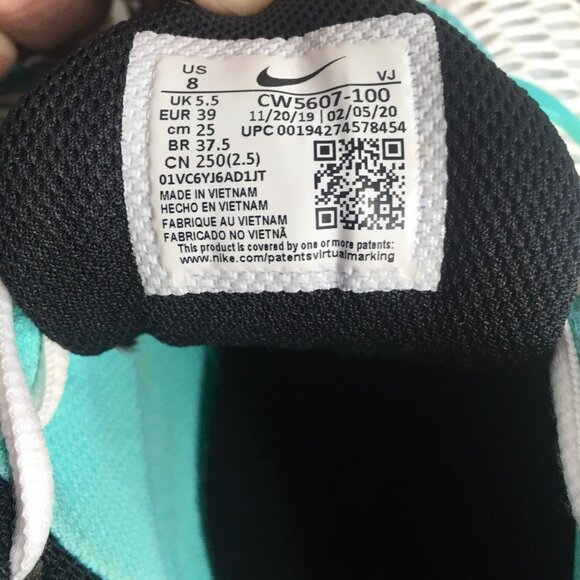 US
8
VJ
UK 5.5
EUR 39
cm 25
BR 37.5
CN 250(2.5)
CW5607-100
11/20/19 | 02/05/20
UPC 00194274578454
01VC6YJ6AD1JT
MADE IN VIETNAM
HECHO EN VIETNAM
FABRIQUE AU VIETNAM
FABRICADO NO VIETNÃ
This product is covered by one or more patents:
www.nike.com/patentsvirtualmarking